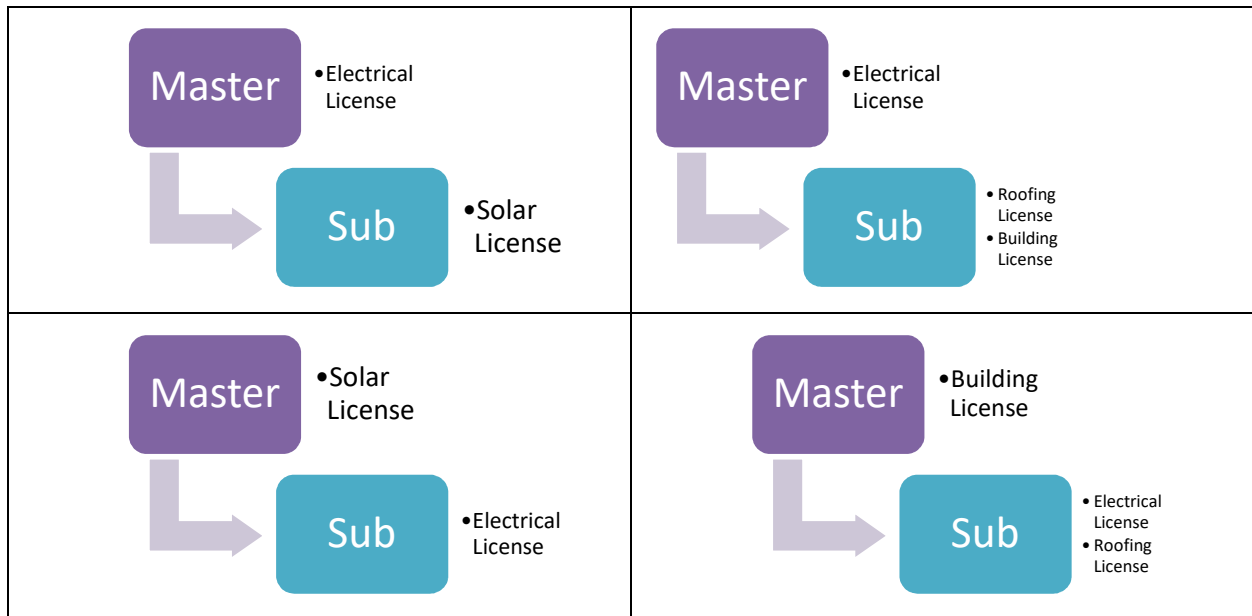 Master
•Electrical
License
Sub
•Solar
License
Master
•Electrical
License
Sub
• Roofing
License
• Building
License
Master
•Solar
License
Sub
•Electrical
License
Master
•Building
License
Sub
• Electrical
License
• Roofing
License